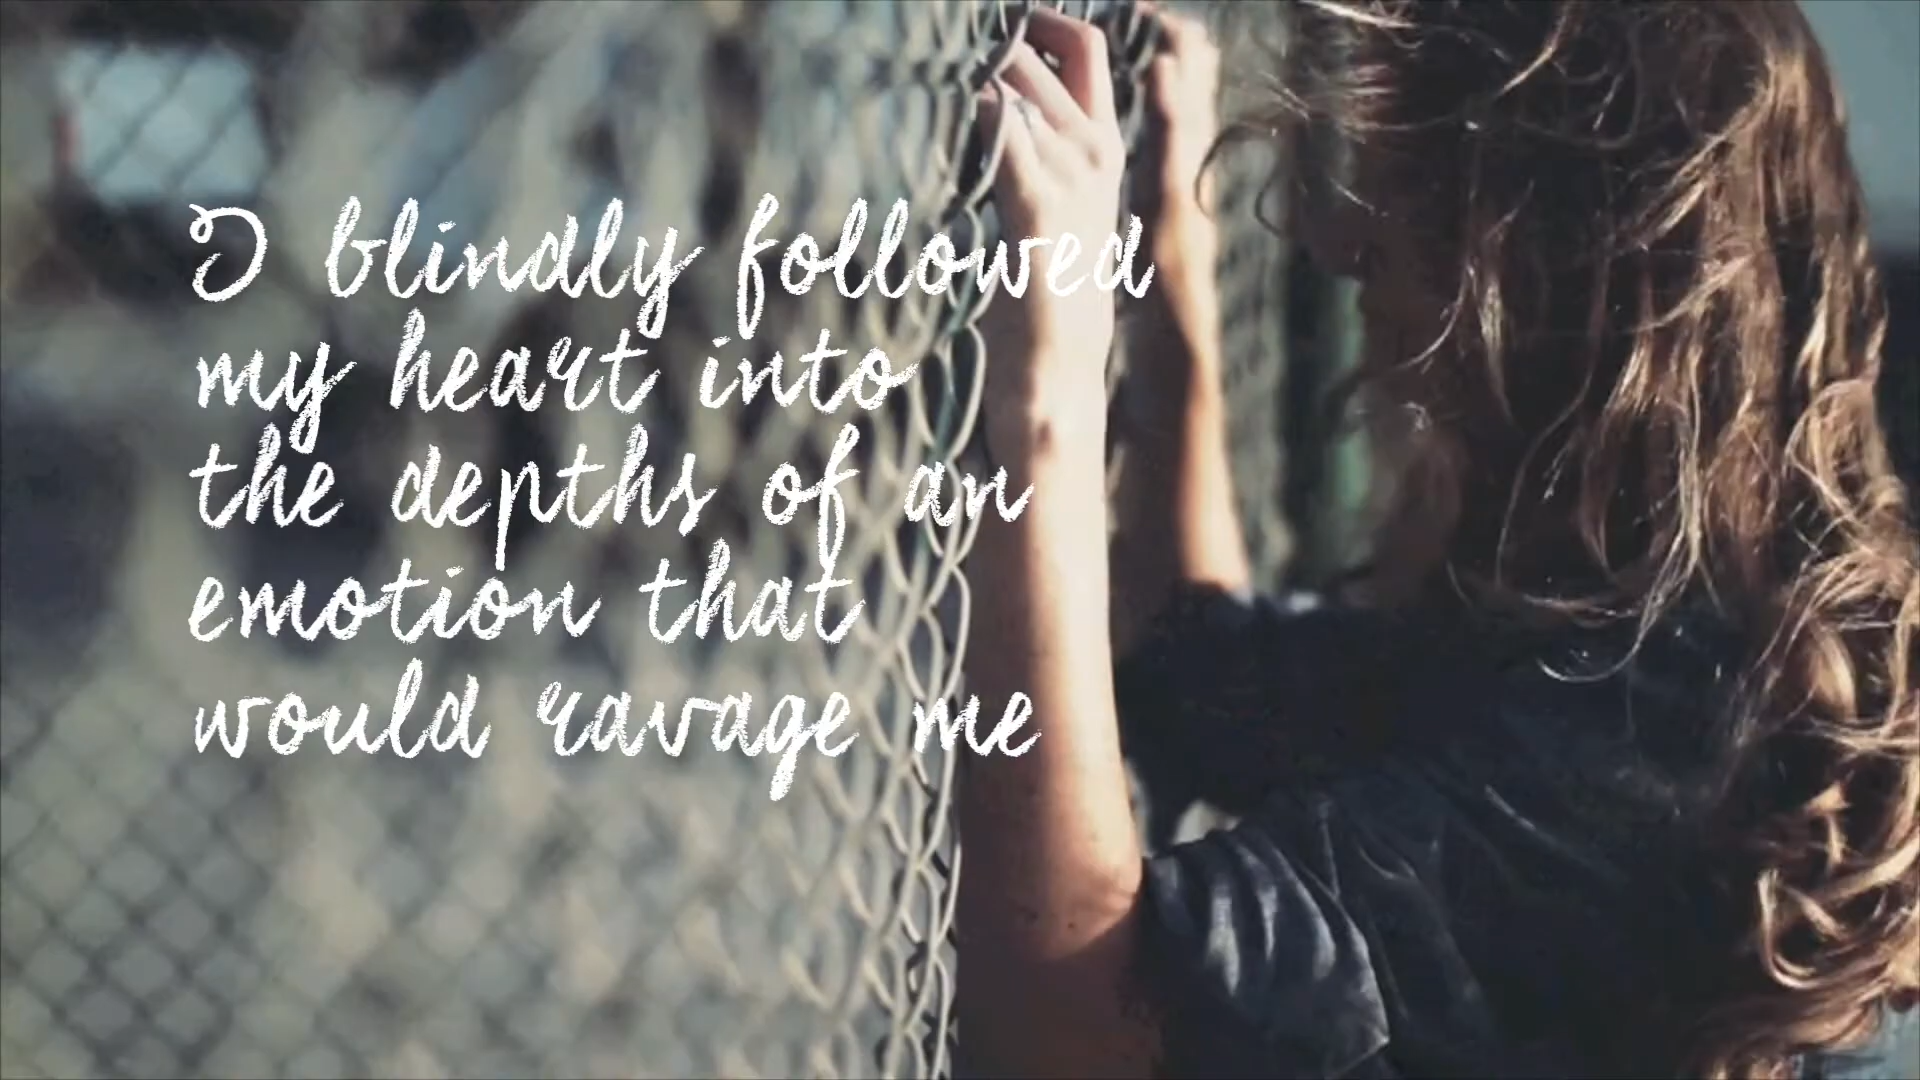 I blindly followed
my heart into
the depths of an
emotion that
would ravage me